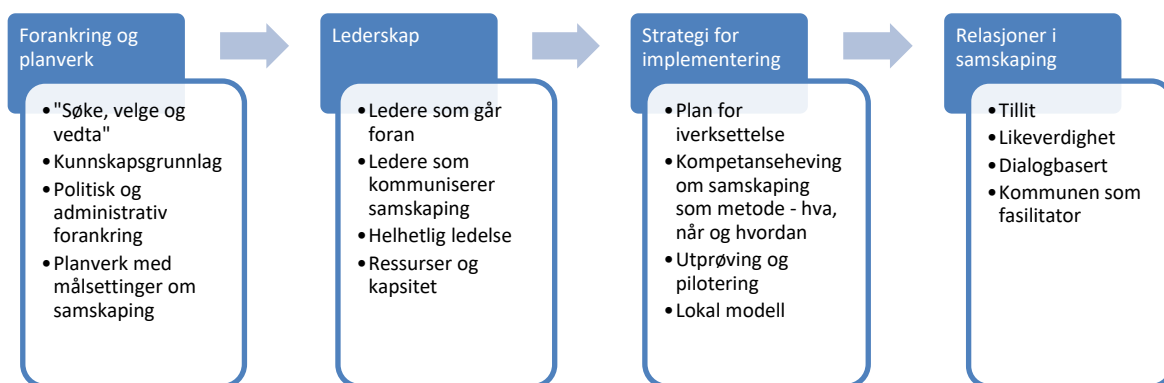 Forankring og
planverk
• "Søke, velge og
vedta"
• Kunnskapsgrunnlag
• Politisk og
administrativ
forankring
• Planverk med
målsettinger om
samskaping
Lederskap
• Ledere som går
foran
• Ledere som
kommuniserer
samskaping
• Helhetlig ledelse
• Ressurser og
kapsitet
Strategi for
implementering
• Plan for
iverksettelse
• Kompetanseheving
om samskaping
som metode - hva,
når og hvordan
• Utprøving og
pilotering
• Lokal modell
Relasjoner i
samskaping
• Tillit
• Likeverdighet
• Dialogbasert
• Kommunen som
fasilitator